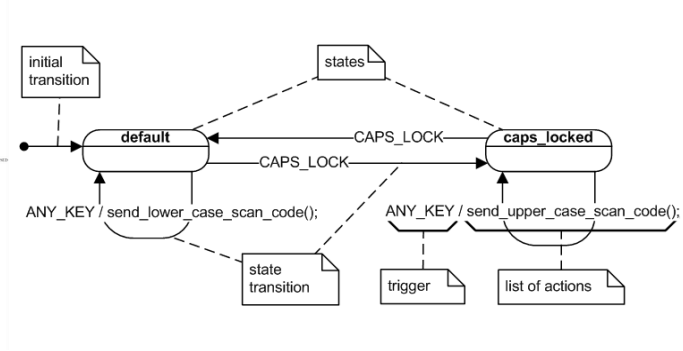 initial
transition
states
default
CAPS_LOCK
caps_locked
CAPS_LOCK
ANY_KEY / send_lower_case_scan_code();
ANY_KEY / send_upper_case_scan_code();
state
transition
trigger
list of actions